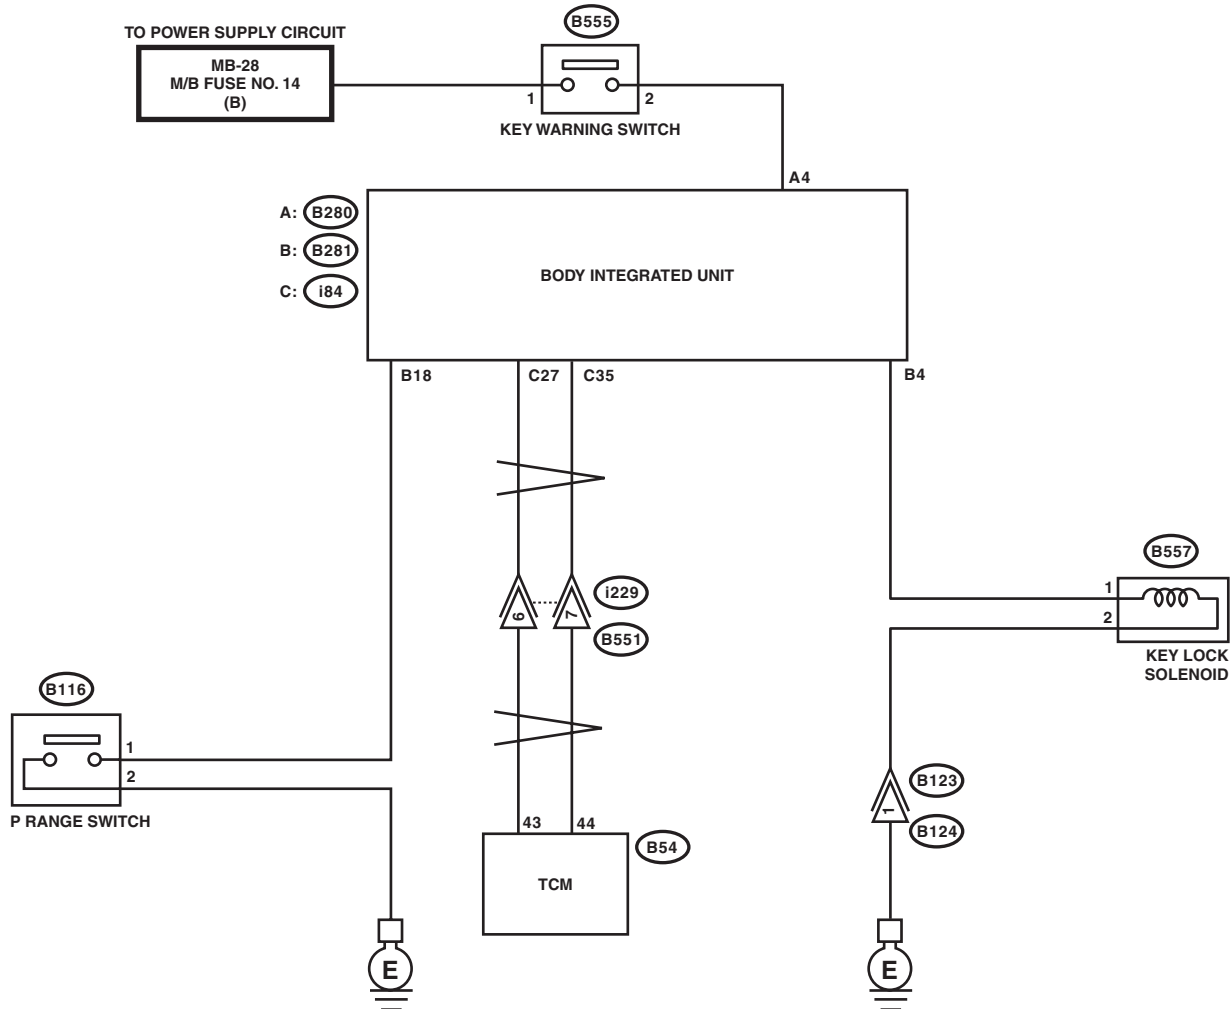 B555
TO POWER SUPPLY CIRCUIT
MB-28
M/B FUSE NO. 14
(B)
1
2
KEY WARNING SWITCH
A4
A: B280
B: B281
C: i84
BODY INTEGRATED UNIT
B18
C27
C35
B4
B557
1
2
KEY LOCK
SOLENOID
i229
6
7
B551
B116
1
2
P RANGE SWITCH
B123
1
B124
43
44
B54
TCM
E
E